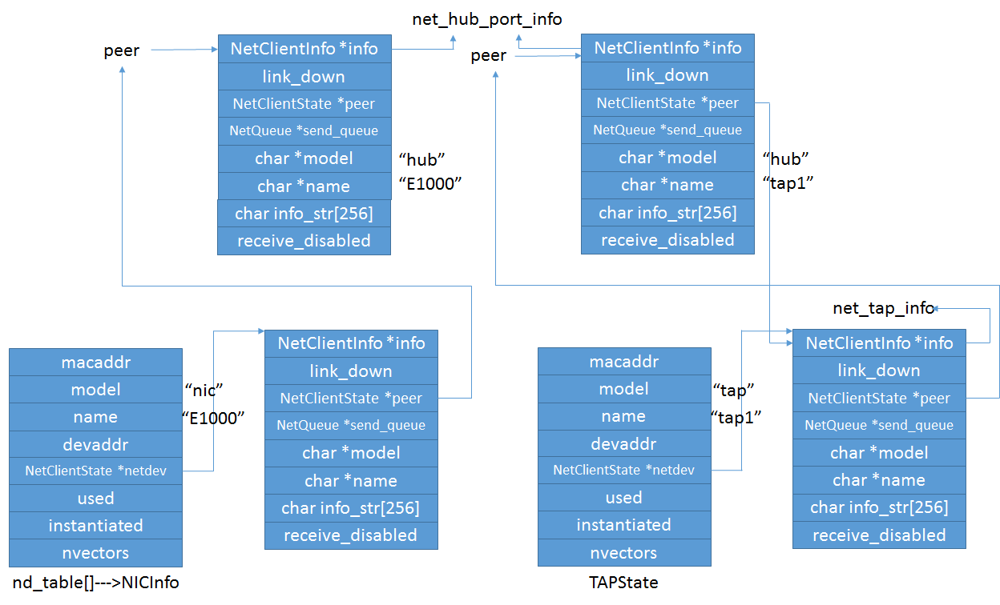 net_hub_port_info
peer
NetClientInfo *info
link_down
NetClientState *peer
NetQueue *send_queue
char *model
“hub”
char *name
“E1000”
char info_str[256]
receive_disabled
peer
NetClientInfo *info
link_down
NetClientState *peer
NetQueue *send_queue
char *model
“hub”
char *name
“tap1”
char info_str[256]
receive_disabled
macaddr
model
“nic”
name
“E1000”
devaddr
NetClientState *netdev
used
instantiated
nvectors
nd_table[]--->NICInfo
NetClientInfo *info
link_down
NetClientState *peer
NetQueue *send_queue
char *model
char *name
char info_str[256]
receive_disabled
macaddr
model
“tap”
name
“tap1”
devaddr
NetClientState *netdev
used
instantiated
nvectors
TAPState
net_tap_info
NetClientInfo *info
link_down
NetClientState *peer
NetQueue *send_queue
char *model
char *name
char info_str[256]
receive_disabled